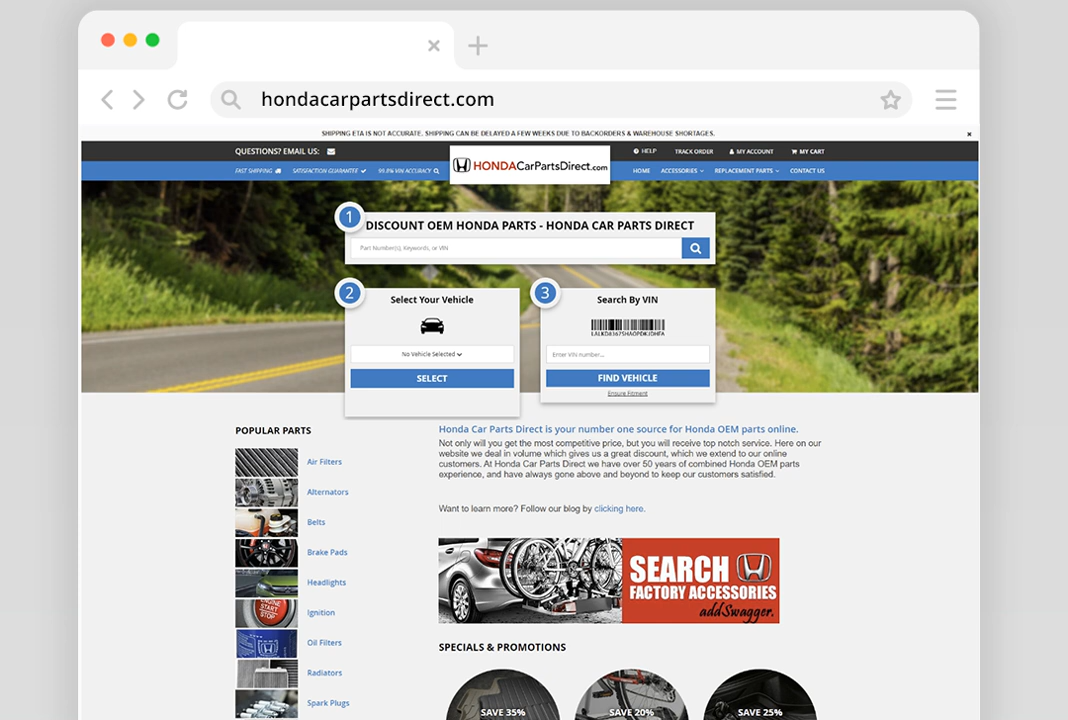 hondacarpartsdirect.com
SHIPPING ETA IS NOT ACCURATE. SHIPPING CAN BE DELAYED A FEW WEEKS DUE TO BACKORDERS & WAREHOUSE SHORTAGES.
QUESTIONS? EMAIL US:
HELP TRACK ORDER MY ACCOUNT MY CART
FAST SHIPPING SATISFACTION GUARANTEE 99.8% VIN ACCURACY
HONDACarPartsDirect.com
HOME ACCESSORIES REPLACEMENT PARTS CONTACT US
1
DISCOUNT OEM HONDA PARTS - HONDA CAR PARTS DIRECT
Part Number(s), Keywords, or VIN
2
Select Your Vehicle
No Vehicle Selected
SELECT
3
Search By VIN
Enter VIN number...
FIND VEHICLE
Ensure Fitment
POPULAR PARTS
Air Filters
Alternators
Belts
Brake Pads
Headlights
ENGINE
START
STOP
Ignition
Oil Filters
Radiators
Spark Plugs
Honda Car Parts Direct is your number one source for Honda OEM parts online.
Not only will you get the most competitive price, but you will receive top notch service. Here on our
website we deal in volume which gives us a great discount, which we extend to our online
customers. At Honda Car Parts Direct we have over 50 years of combined Honda OEM parts
experience, and have always gone above and beyond to keep our customers satisfied.
Want to learn more? Follow our blog by clicking here.
SEARCH
FACTORY ACCESSORIES
addSwagger.
SPECIALS & PROMOTIONS
SAVE 35%
SAVE 20%
SAVE 25%